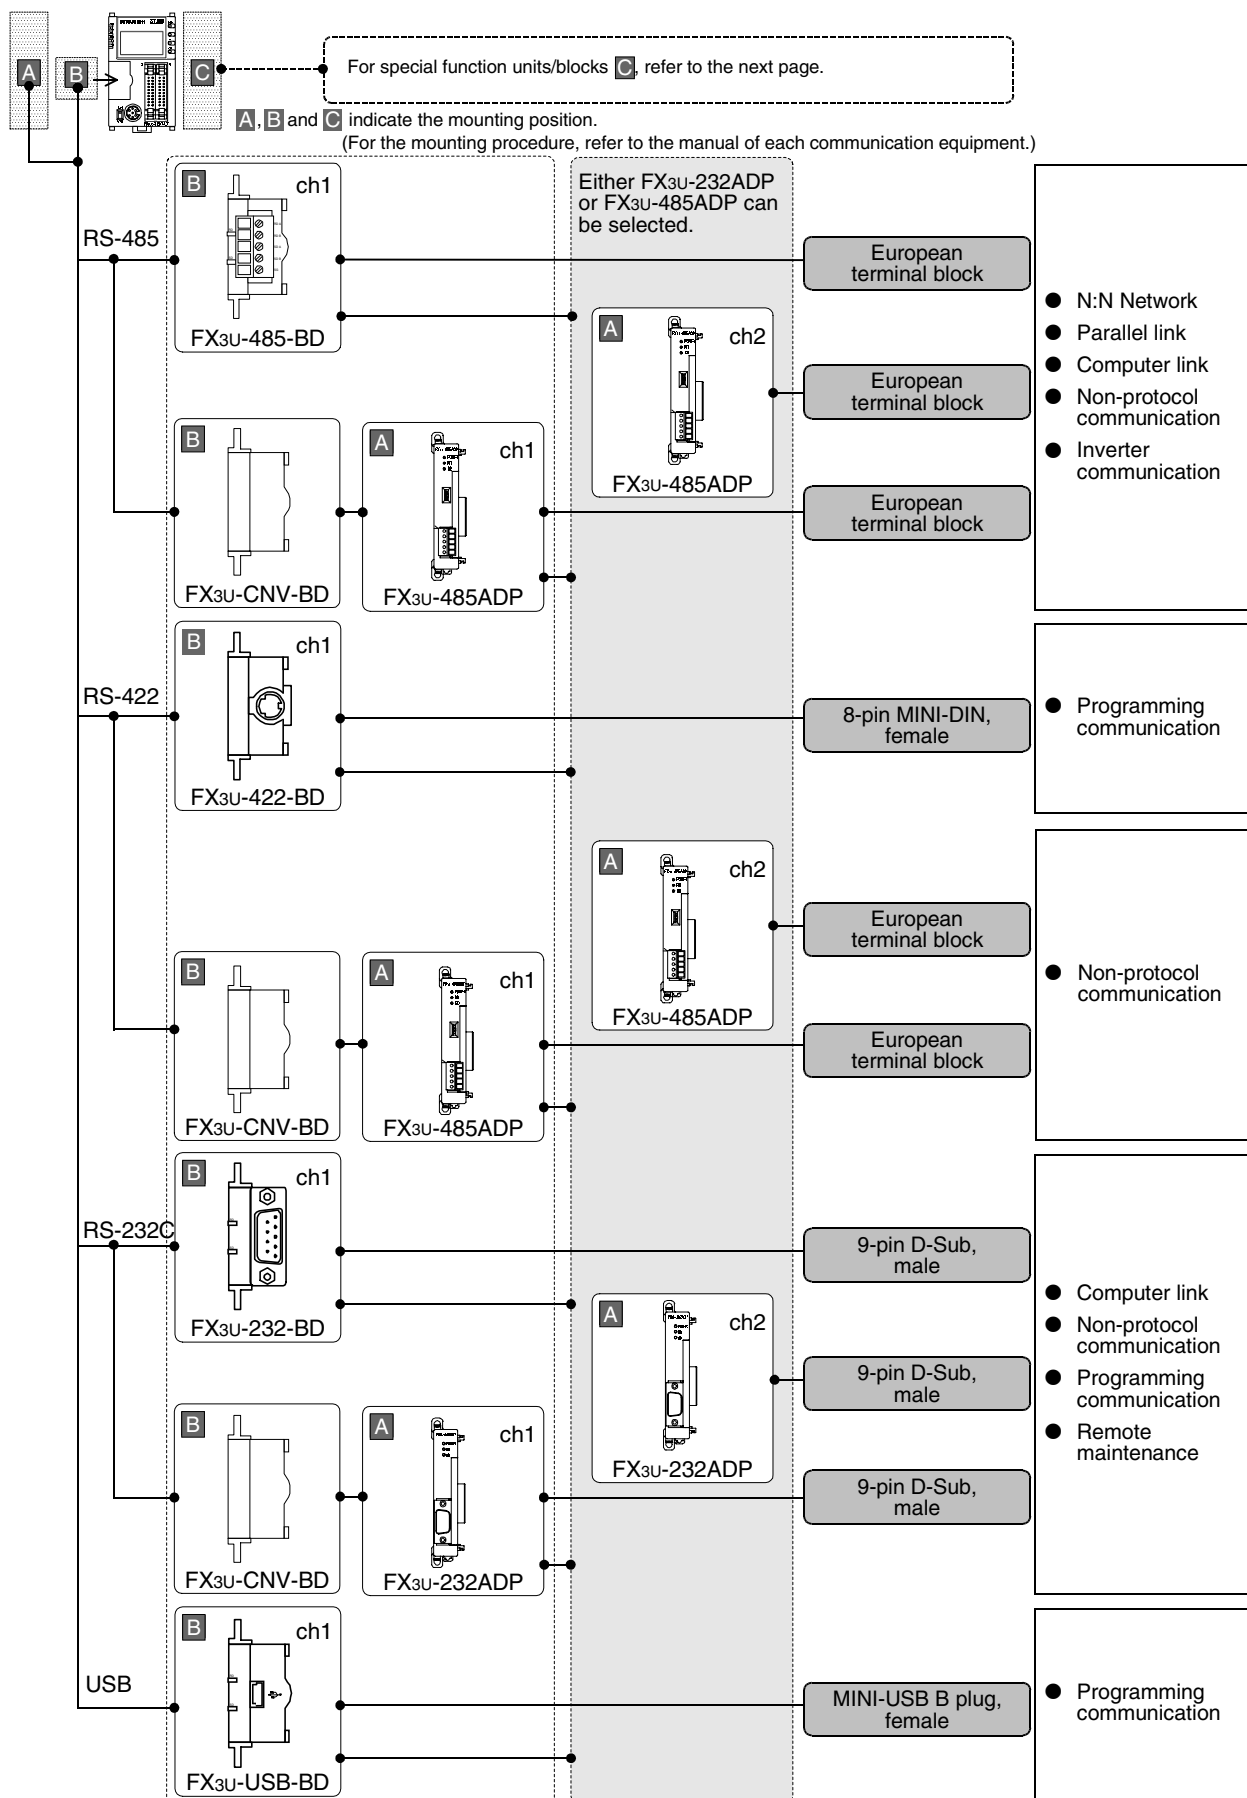 A
B
C
For special function units/blocks C, refer to the next page.
A, B and C indicate the mounting position.
(For the mounting procedure, refer to the manual of each communication equipment.)
RS-485
B
ch1
FX3U-485-BD
Either FX3U-232ADP
or FX3U-485ADP can
be selected.
European
terminal block
A
ch2
FX3U-485ADP
European
terminal block
B
FX3U-CNV-BD
A
ch1
FX3U-485ADP
European
terminal block
● N:N Network
● Parallel link
● Computer link
● Non-protocol
communication
● Inverter
communication
RS-422
B
ch1
FX3U-422-BD
8-pin MINI-DIN,
female
● Programming
communication
A
ch2
FX3U-485ADP
European
terminal block
B
FX3U-CNV-BD
A
ch1
FX3U-485ADP
European
terminal block
● Non-protocol
communication
RS-232C
B
ch1
FX3U-232-BD
9-pin D-Sub,
male
A
ch2
FX3U-232ADP
9-pin D-Sub,
male
B
FX3U-CNV-BD
A
ch1
FX3U-232ADP
9-pin D-Sub,
male
● Computer link
● Non-protocol
communication
● Programming
communication
● Remote
maintenance
USB
B
ch1
FX3U-USB-BD
MINI-USB B plug,
female
● Programming
communication